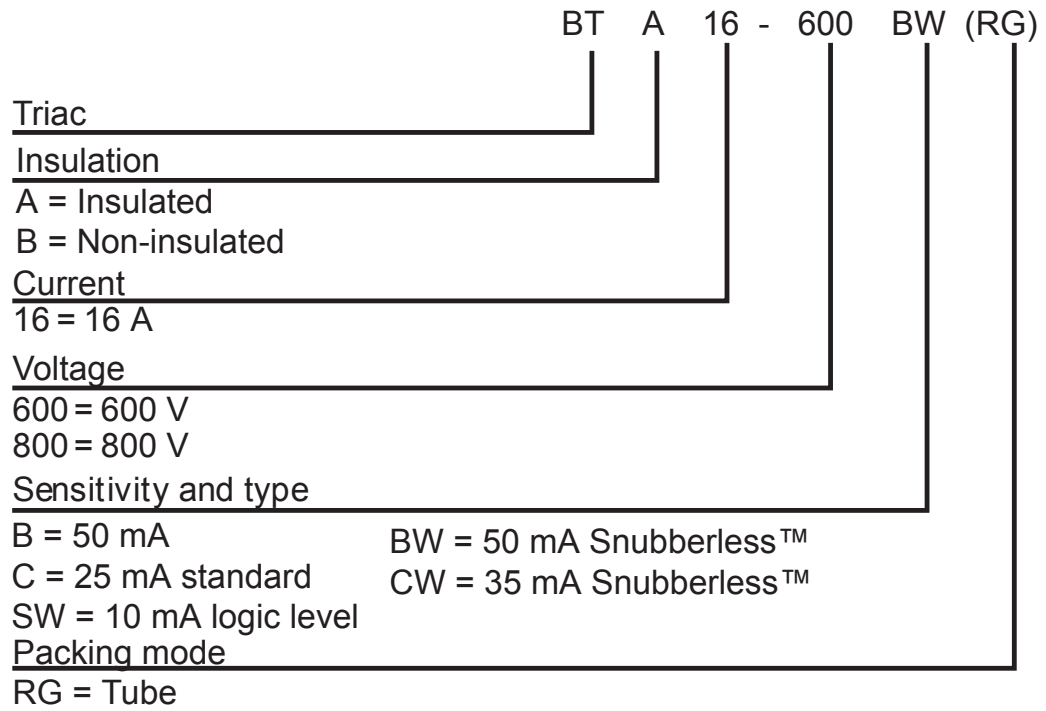 BT A 16 - 600 BW (RG)
Triac
Insulation
A = Insulated
B = Non-insulated
Current
16 = 16 A
Voltage
600 = 600 V
800 = 800 V
Sensitivity and type
B = 50 mA
BW = 50 mA Snubberless™
C = 25 mA standard
CW = 35 mA Snubberless™
SW = 10 mA logic level
Packing mode
RG = Tube